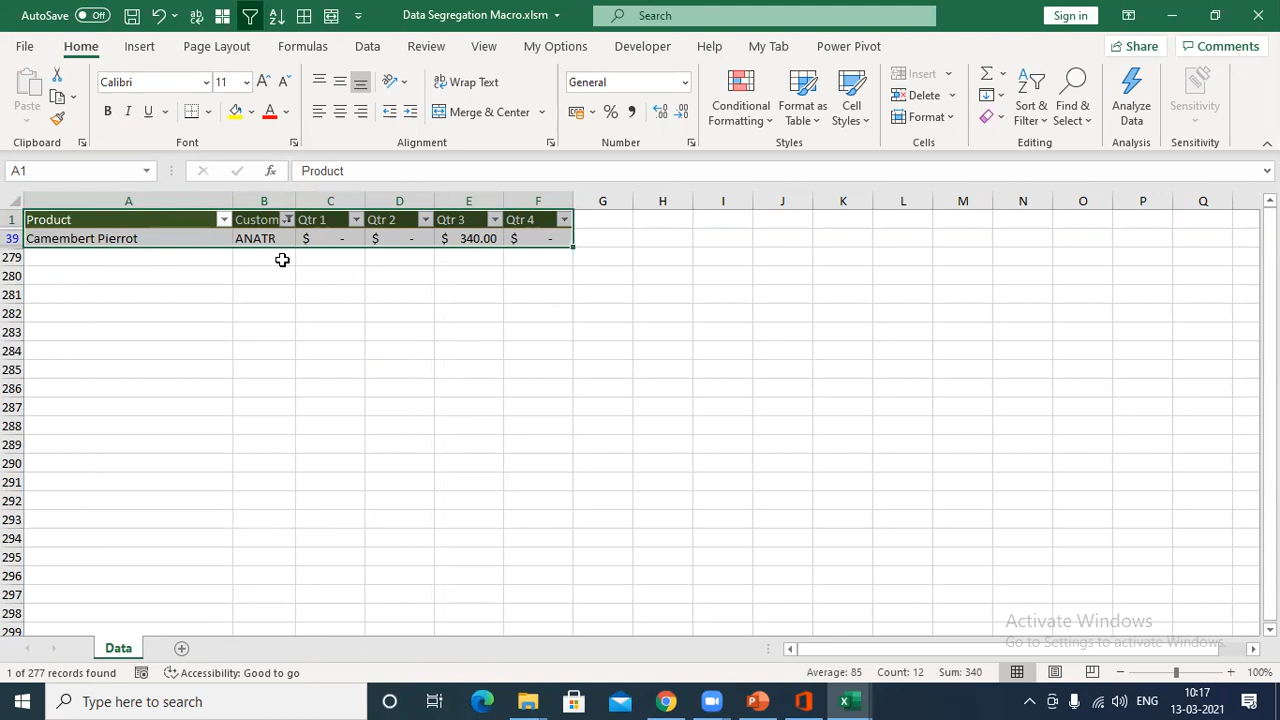 AutoSave Off Data Segregation Macro.xlsm Search Sign in
File Home Insert Page Layout Formulas Data Review View My Options Developer Help My Tab Power Pivot Share Comments
Paste Calibri 11 Wrap Text General Conditional Formatting Format as Table Cell Styles Insert Sort & Filter Find & Select Analyze Data Sensitivity
B I U Merge & Center Delete
Format
Clipboard Font Alignment Number Styles Cells Editing Analysis Sensitivity
A1 fx Product
A B C D E F G H I J K L M N O P Q
1 Product Custom Qtr 1 Qtr 2 Qtr 3 Qtr 4
39 Camembert Pierrot ANATR $ - $ - $ 340.00 $ -
279
280
281
282
283
284
285
286
287
288
289
290
291
292
293
294
295
296
297
298
299
Activate Windows
Go to Settings to activate Windows.
Data
1 of 277 records found Accessibility: Good to go Average: 85 Count: 12 Sum: 340 100%
Type here to search ENG 10:17
13-03-2021